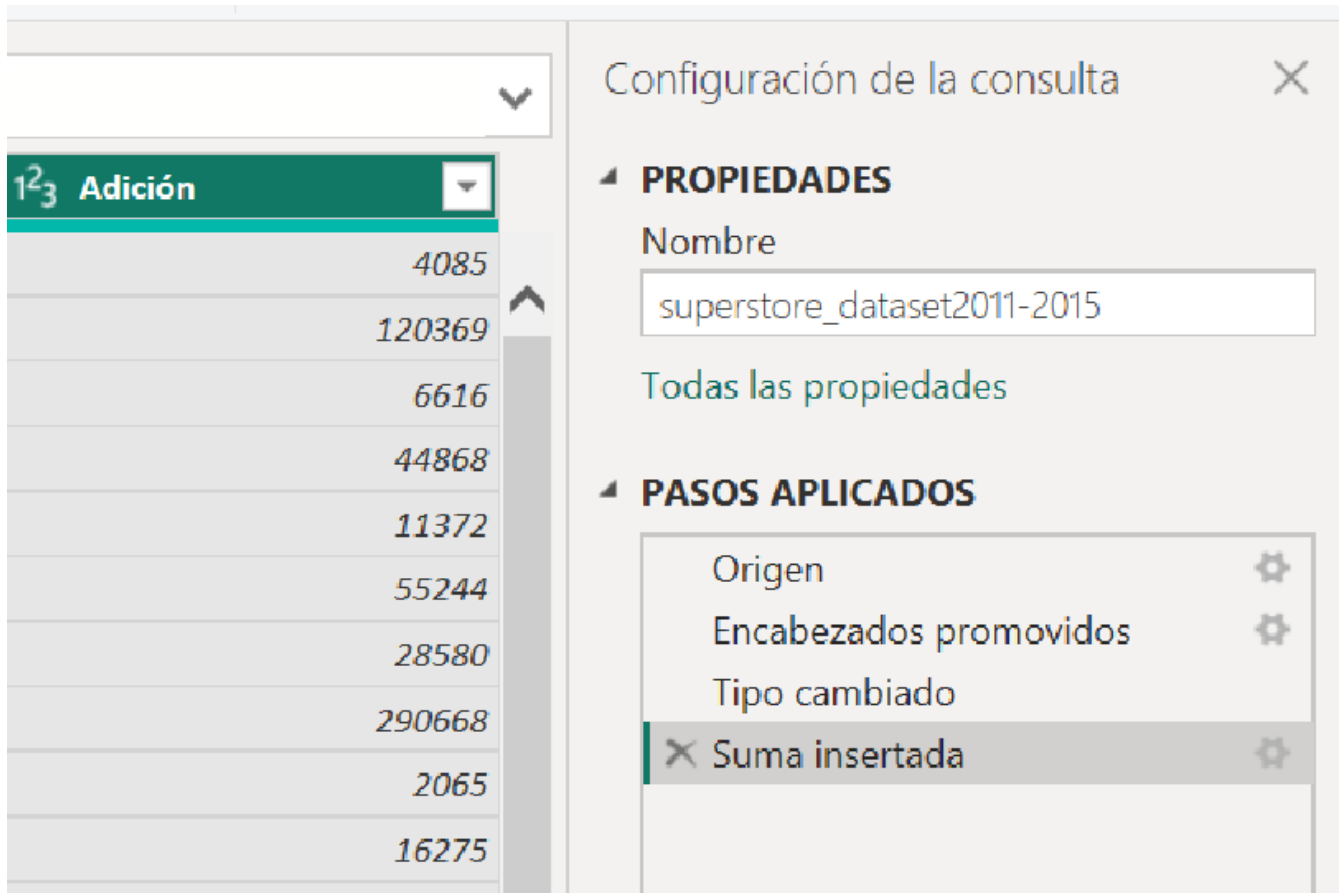 Configuración de la consulta
1²3 Adición
4085
120369
6616
44868
11372
55244
28580
290668
2065
16275
PROPIEDADES
Nombre
superstore_dataset2011-2015
Todas las propiedades
PASOS APLICADOS
Origen
Encabezados promovidos
Tipo cambiado
Suma insertada